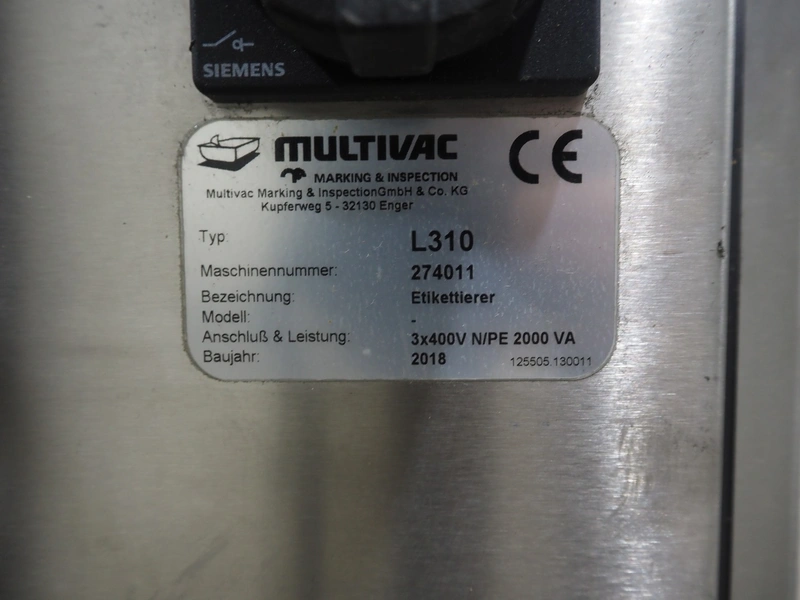 SIEMENS
MULTIVAC
CE
MARKING & INSPECTION
Multivac Marking & InspectionGmbH & Co. KG
Kupferweg 5 - 32130 Enger
Typ: L310
Maschinennummer: 274011
Bezeichnung: Etikettierer
Modell: -
Anschluß & Leistung: 3x400V N/PE 2000 VA
Baujahr: 2018 125505.130011